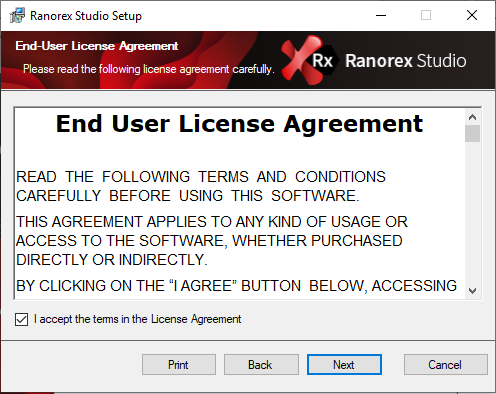 Ranorex Studio Setup
End-User License Agreement
Please read the following license agreement carefully.
Rx Ranorex Studio
End User License Agreement
READ THE FOLLOWING TERMS AND CONDITIONS
CAREFULLY BEFORE USING THIS SOFTWARE.
THIS AGREEMENT APPLIES TO ANY KIND OF USAGE OR
ACCESS TO THE SOFTWARE, WHETHER PURCHASED
DIRECTLY OR INDIRECTLY.
BY CLICKING ON THE “I AGREE” BUTTON BELOW, ACCESSING
I accept the terms in the License Agreement
Print Back Next Cancel